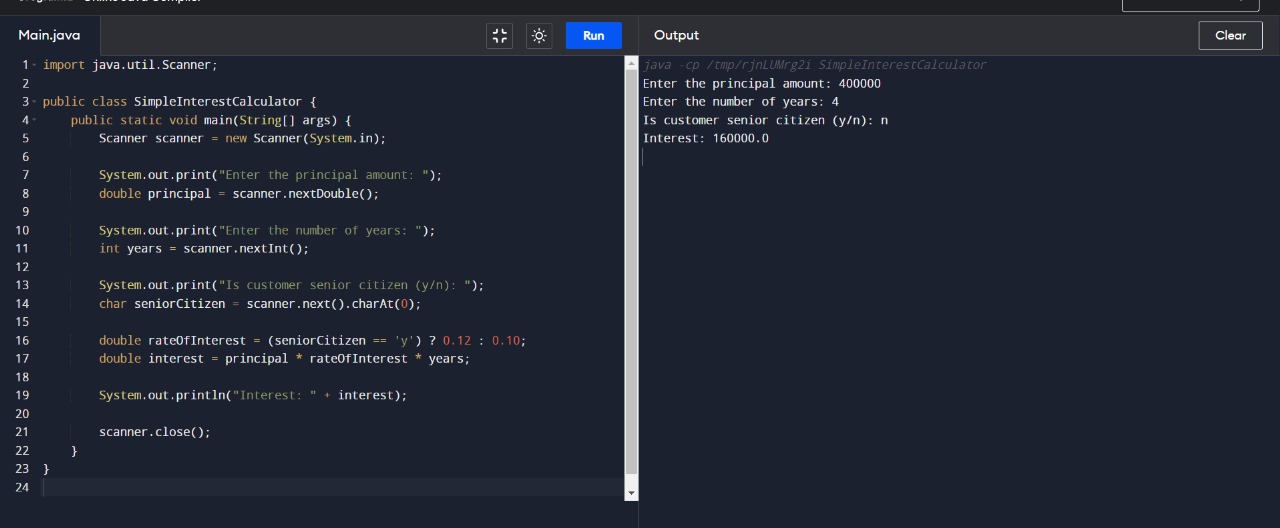 Main.java
Run
Output
Clear
1 import java.util.Scanner;
2
3 public class SimpleInterestCalculator {
4 public static void main(String[] args) {
5 Scanner scanner = new Scanner(System.in);
6
7 System.out.print("Enter the principal amount: ");
8 double principal = scanner.nextDouble();
9
10 System.out.print("Enter the number of years: ");
11 int years = scanner.nextInt();
12
13 System.out.print("Is customer senior citizen (y/n): ");
14 char seniorCitizen = scanner.next().charAt(0);
15
16 double rateOfInterest = (seniorCitizen == 'y') ? 0.12 : 0.10;
17 double interest = principal * rateOfInterest * years;
18
19 System.out.println("Interest: " + interest);
20
21 scanner.close();
22 }
23 }
24
java -cp /tmp/rjnLUMrg2i SimpleInterestCalculator
Enter the principal amount: 400000
Enter the number of years: 4
Is customer senior citizen (y/n): n
Interest: 160000.0